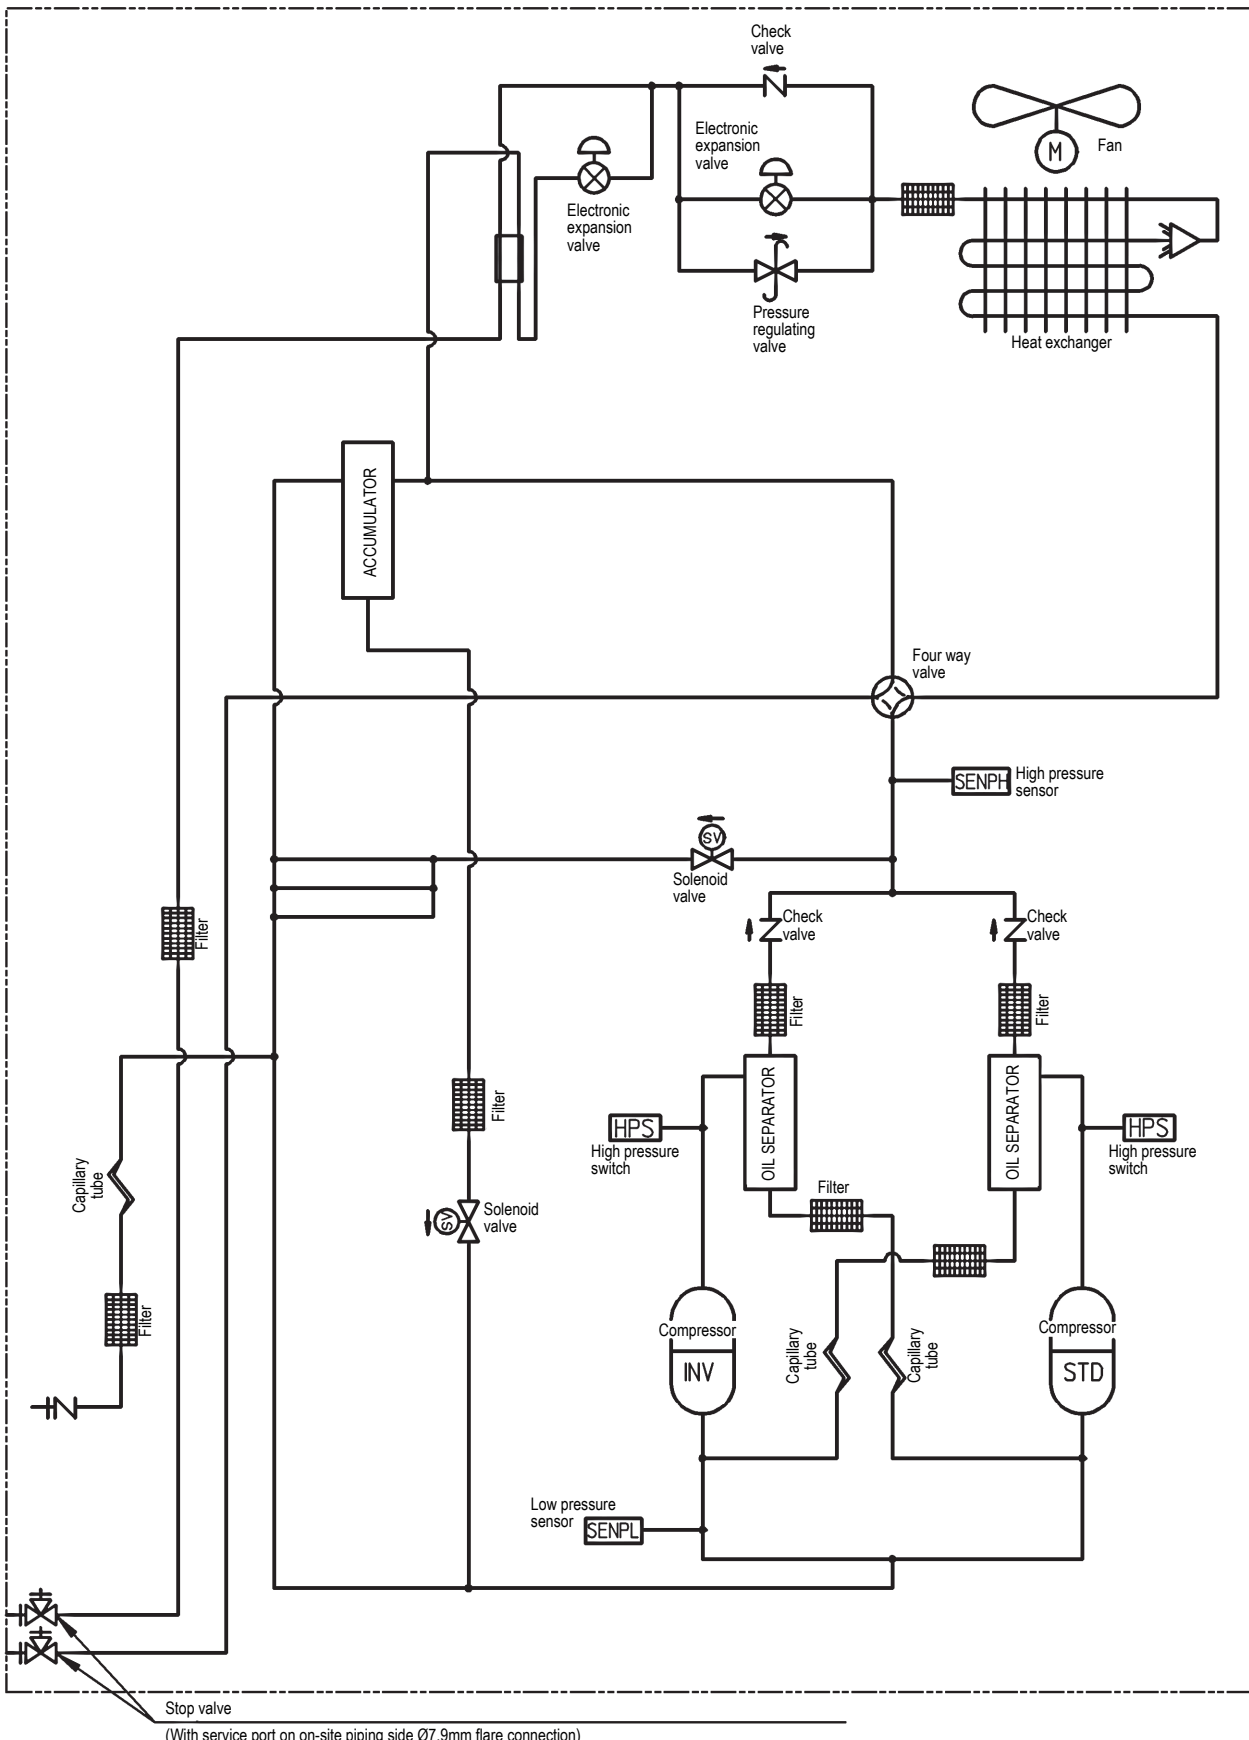 Check
valve
Electronic
expansion
valve
M
Fan
Electronic
expansion
valve
Pressure
regulating
valve
Heat exchanger
ACCUMULATOR
Four way
valve
SENPH
High pressure
sensor
SV
Solenoid
valve
Check
valve
Check
valve
Filter
Filter
Filter
Filter
OIL SEPARATOR
OIL SEPARATOR
HPS
High pressure
switch
HPS
High pressure
switch
Capillary
tube
Filter
SV
Solenoid
valve
Filter
Compressor
INV
Capillary
tube
Capillary
tube
Compressor
STD
Low pressure
sensor
SENPL
Stop valve
(With service port on on-site piping side Ø7.9mm flare connection)